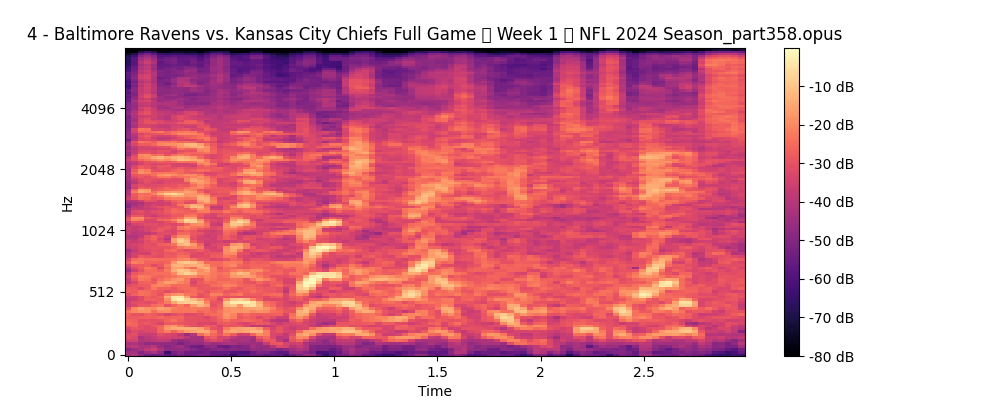 4 - Baltimore Ravens vs. Kansas City Chiefs Full Game ▯ Week 1 ▯ NFL 2024 Season_part358.opus
4096
2048
1024
512
0
Hz
0
0.5
1
1.5
2
2.5
Time
-10 dB
-20 dB
-30 dB
-40 dB
-50 dB
-60 dB
-70 dB
-80 dB